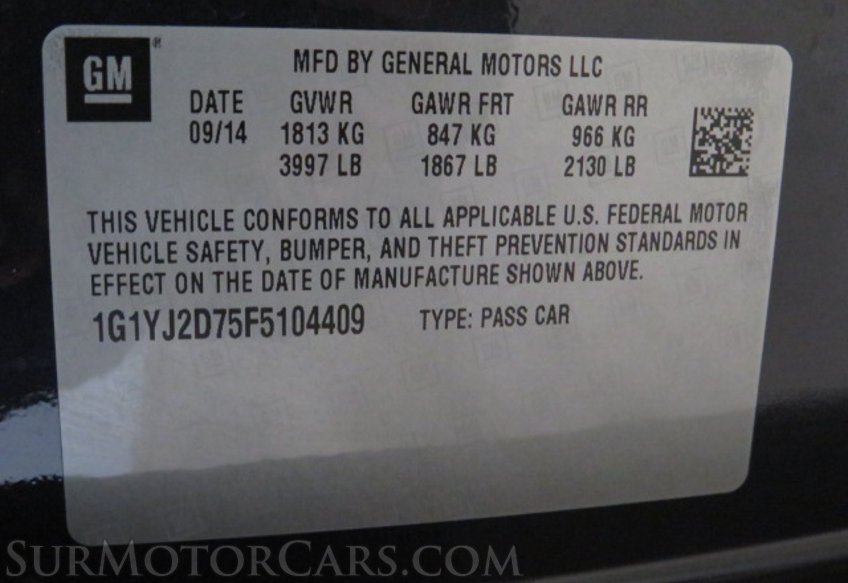 GM®
MFD BY GENERAL MOTORS LLC
DATE GVWR GAWR FRT GAWR RR
09/14 1813 KG 847 KG 966 KG
3997 LB 1867 LB 2130 LB
THIS VEHICLE CONFORMS TO ALL APPLICABLE U.S. FEDERAL MOTOR
VEHICLE SAFETY, BUMPER, AND THEFT PREVENTION STANDARDS IN
EFFECT ON THE DATE OF MANUFACTURE SHOWN ABOVE.
1G1YJ2D75F5104409 TYPE: PASS CAR
SURMOTORCARS.COM